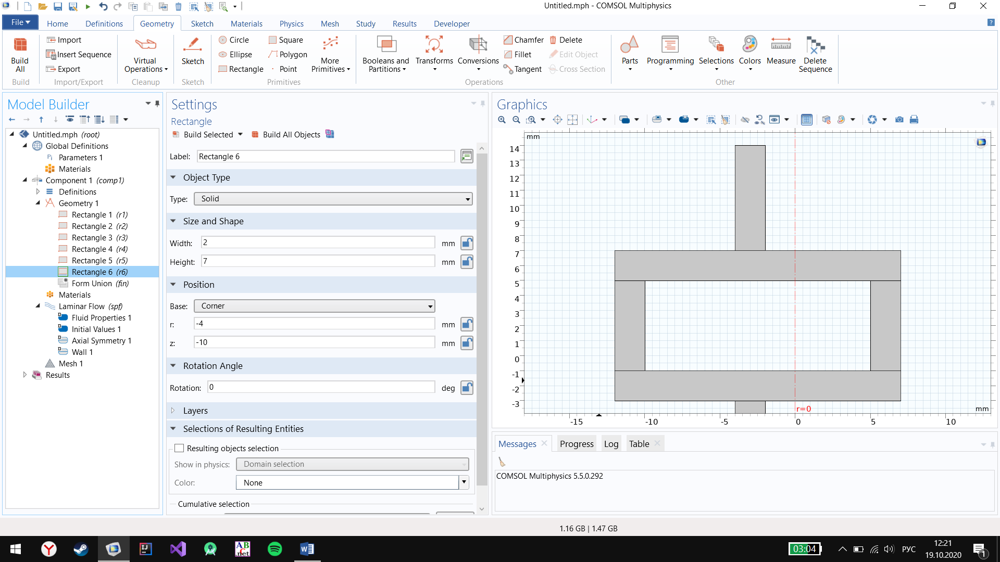 Untitled.mph - COMSOL Multiphysics
File Home Definitions Geometry Sketch Materials Physics Mesh Study Results Developer
Build All
Build
Import
Insert Sequence
Export
Import/Export
Virtual Operations
Cleanup
Sketch
Sketch
Circle Square
Ellipse Polygon
Rectangle Point
More Primitives
Primitives
Booleans and Partitions
Transforms
Conversions
Chamfer Delete
Fillet Edit Object
Tangent Cross Section
Operations
Parts
Programming
Selections
Colors
Measure
Delete Sequence
Other
Model Builder
Untitled.mph (root)
Global Definitions
Pi Parameters 1
Materials
Component 1 (comp1)
Definitions
Geometry 1
Rectangle 1 (r1)
Rectangle 2 (r2)
Rectangle 3 (r3)
Rectangle 4 (r4)
Rectangle 5 (r5)
Rectangle 6 (r6)
Form Union (fin)
Materials
Laminar Flow (spf)
Fluid Properties 1
Initial Values 1
Axial Symmetry 1
Wall 1
Mesh 1
Results
Settings
Rectangle
Build Selected Build All Objects
Label: Rectangle 6
Object Type
Type: Solid
Size and Shape
Width: 2 mm
Height: 7 mm
Position
Base: Corner
r: -4 mm
z: -10 mm
Rotation Angle
Rotation: 0 deg
Layers
Selections of Resulting Entities
Resulting objects selection
Show in physics: Domain selection
Color: None
Cumulative selection
Graphics
mm
14
13
12
11
10
9
8
7
6
5
4
3
2
1
0
-1
-2
-3
r=0
mm
-15 -10 -5 0 5 10
Messages Progress Log Table
COMSOL Multiphysics 5.5.0.292
1.16 GB | 1.47 GB
Y
IJ
AB
C.net
W
03:04
РУС
12:21
19.10.2020
1